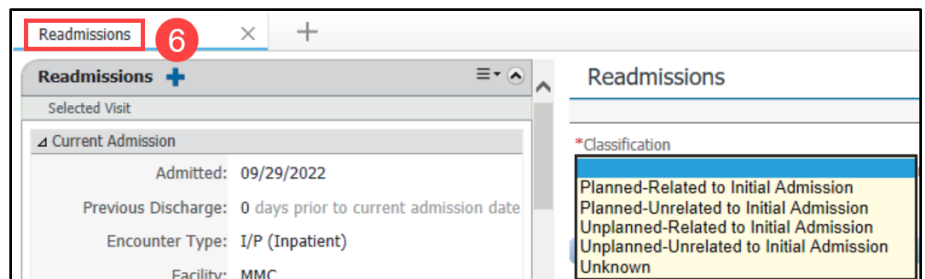 Readmissions 6
Readmissions
Selected Visit
Current Admission
Admitted: 09/29/2022
Previous Discharge: 0 days prior to current admission date
Encounter Type: I/P (Inpatient)
Facility: MMC
Readmissions
*Classification
Planned-Related to Initial Admission
Planned-Unrelated to Initial Admission
Unplanned-Related to Initial Admission
Unplanned-Unrelated to Initial Admission
Unknown